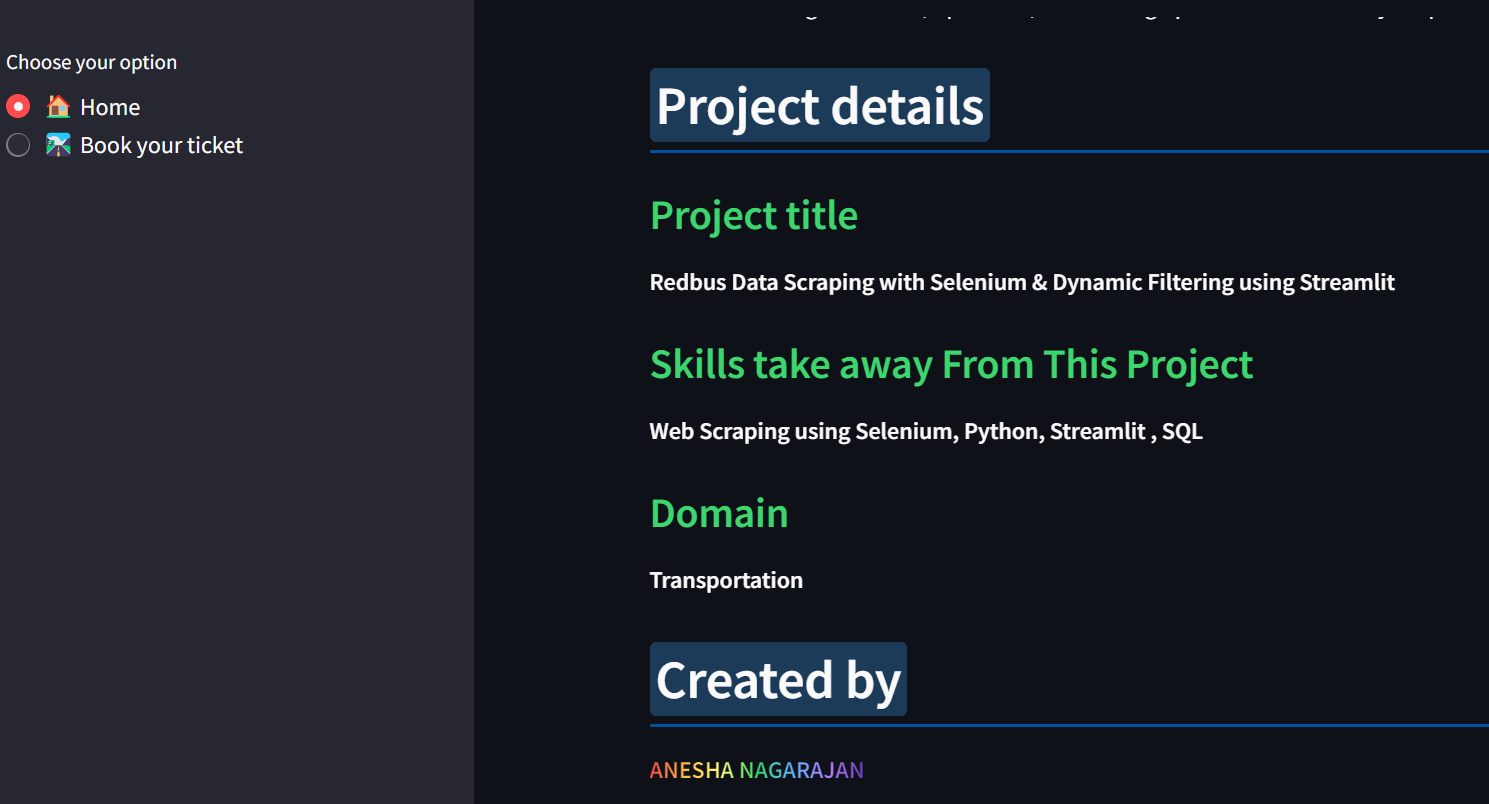 Choose your option
🏠 Home
🛣️ Book your ticket
Project details
Project title
Redbus Data Scraping with Selenium & Dynamic Filtering using Streamlit
Skills take away From This Project
Web Scraping using Selenium, Python, Streamlit , SQL
Domain
Transportation
Created by
ANESHA NAGARAJAN